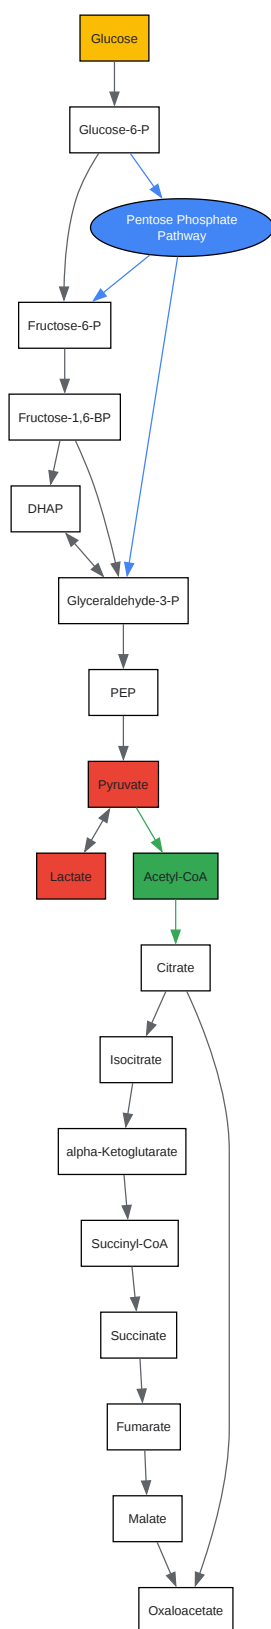 Glucose
Glucose-6-P
Pentose Phosphate
Pathway
Fructose-6-P
Fructose-1,6-BP
DHAP
Glyceraldehyde-3-P
PEP
Pyruvate
Lactate
Acetyl-CoA
Citrate
Isocitrate
alpha-Ketoglutarate
Succinyl-CoA
Succinate
Fumarate
Malate
Oxaloacetate